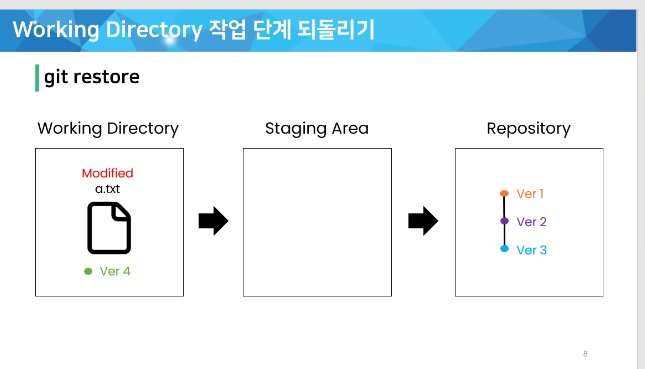 Working Directory 작업 단계 되돌리기
git restore
Working Directory
Staging Area
Repository
Modified
a.txt
Ver 4
Ver 1
Ver 2
Ver 3
8